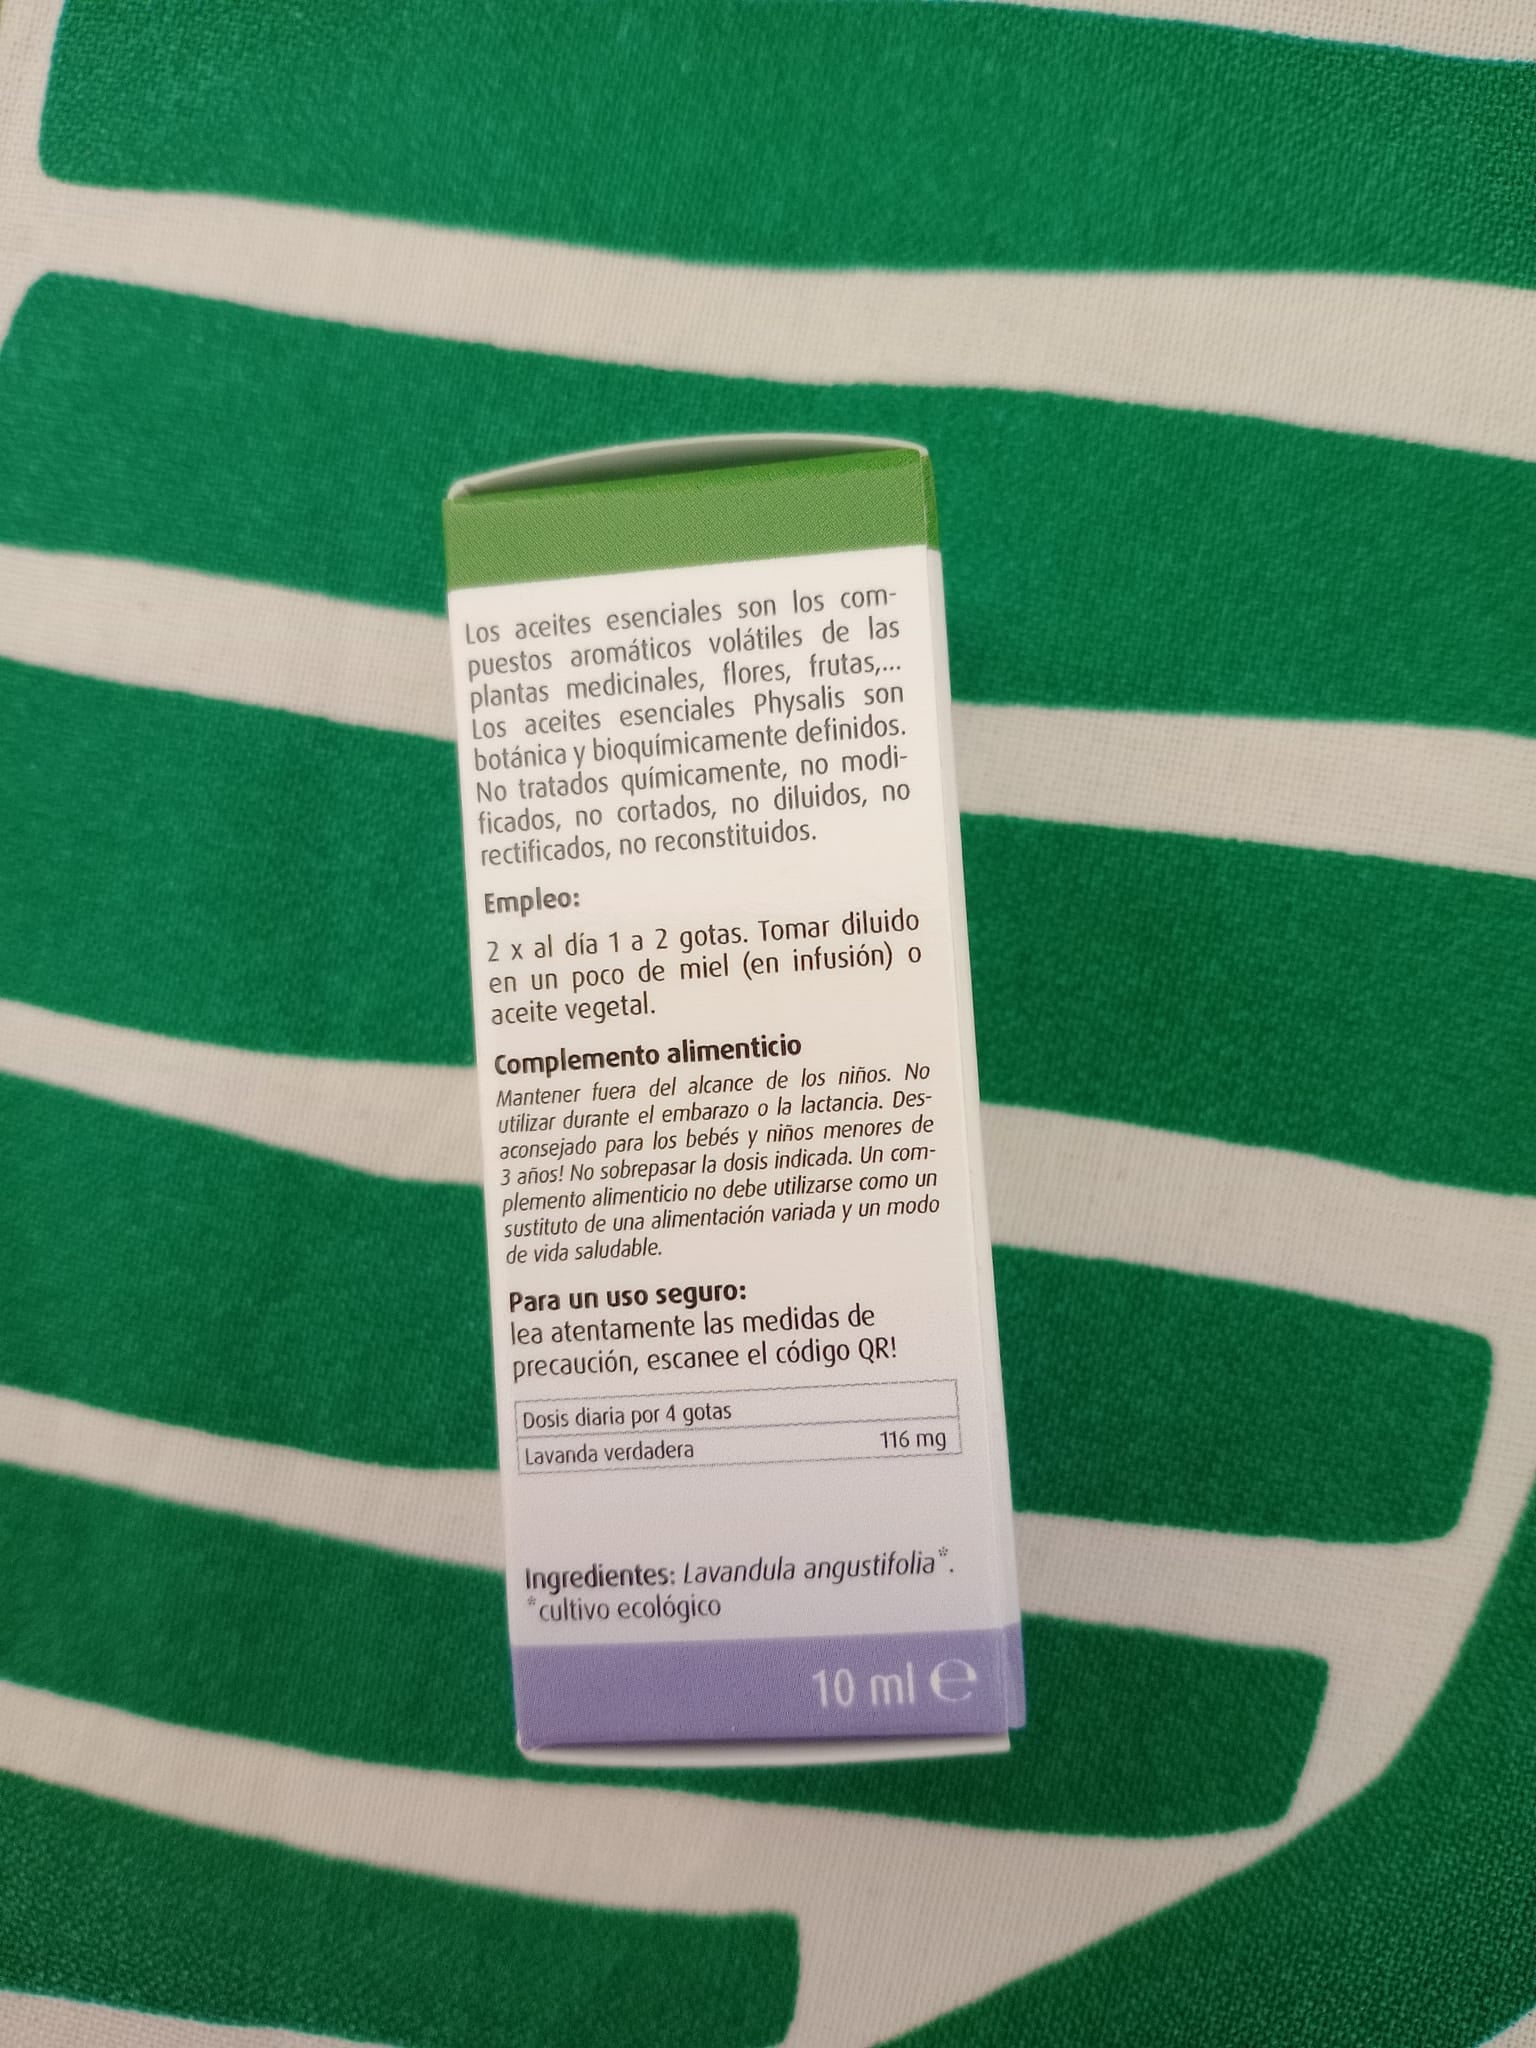 Los aceites esenciales son los com-
puestos aromáticos volátiles de las
plantas medicinales, flores, frutas,...
Los aceites esenciales Physalis son
botánica y bioquímicamente definidos.
No tratados químicamente, no modi-
ficados, no cortados, no diluidos, no
rectificados, no reconstituidos.
Empleo:
2 x al día 1 a 2 gotas. Tomar diluido
en un poco de miel (en infusión) o
aceite vegetal.
Complemento alimenticio
Mantener fuera del alcance de los niños. No
utilizar durante el embarazo o la lactancia. Des-
aconsejado para los bebés y niños menores de
3 años! No sobrepasar la dosis indicada. Un com-
plemento alimenticio no debe utilizarse como un
sustituto de una alimentación variada y un modo
de vida saludable.
Para un uso seguro:
lea atentamente las medidas de
precaución, escanee el código QR!
Dosis diaria por 4 gotas
Lavanda verdadera 116 mg
Ingredientes: Lavandula angustifolia*.
*cultivo ecológico
10 ml ℮